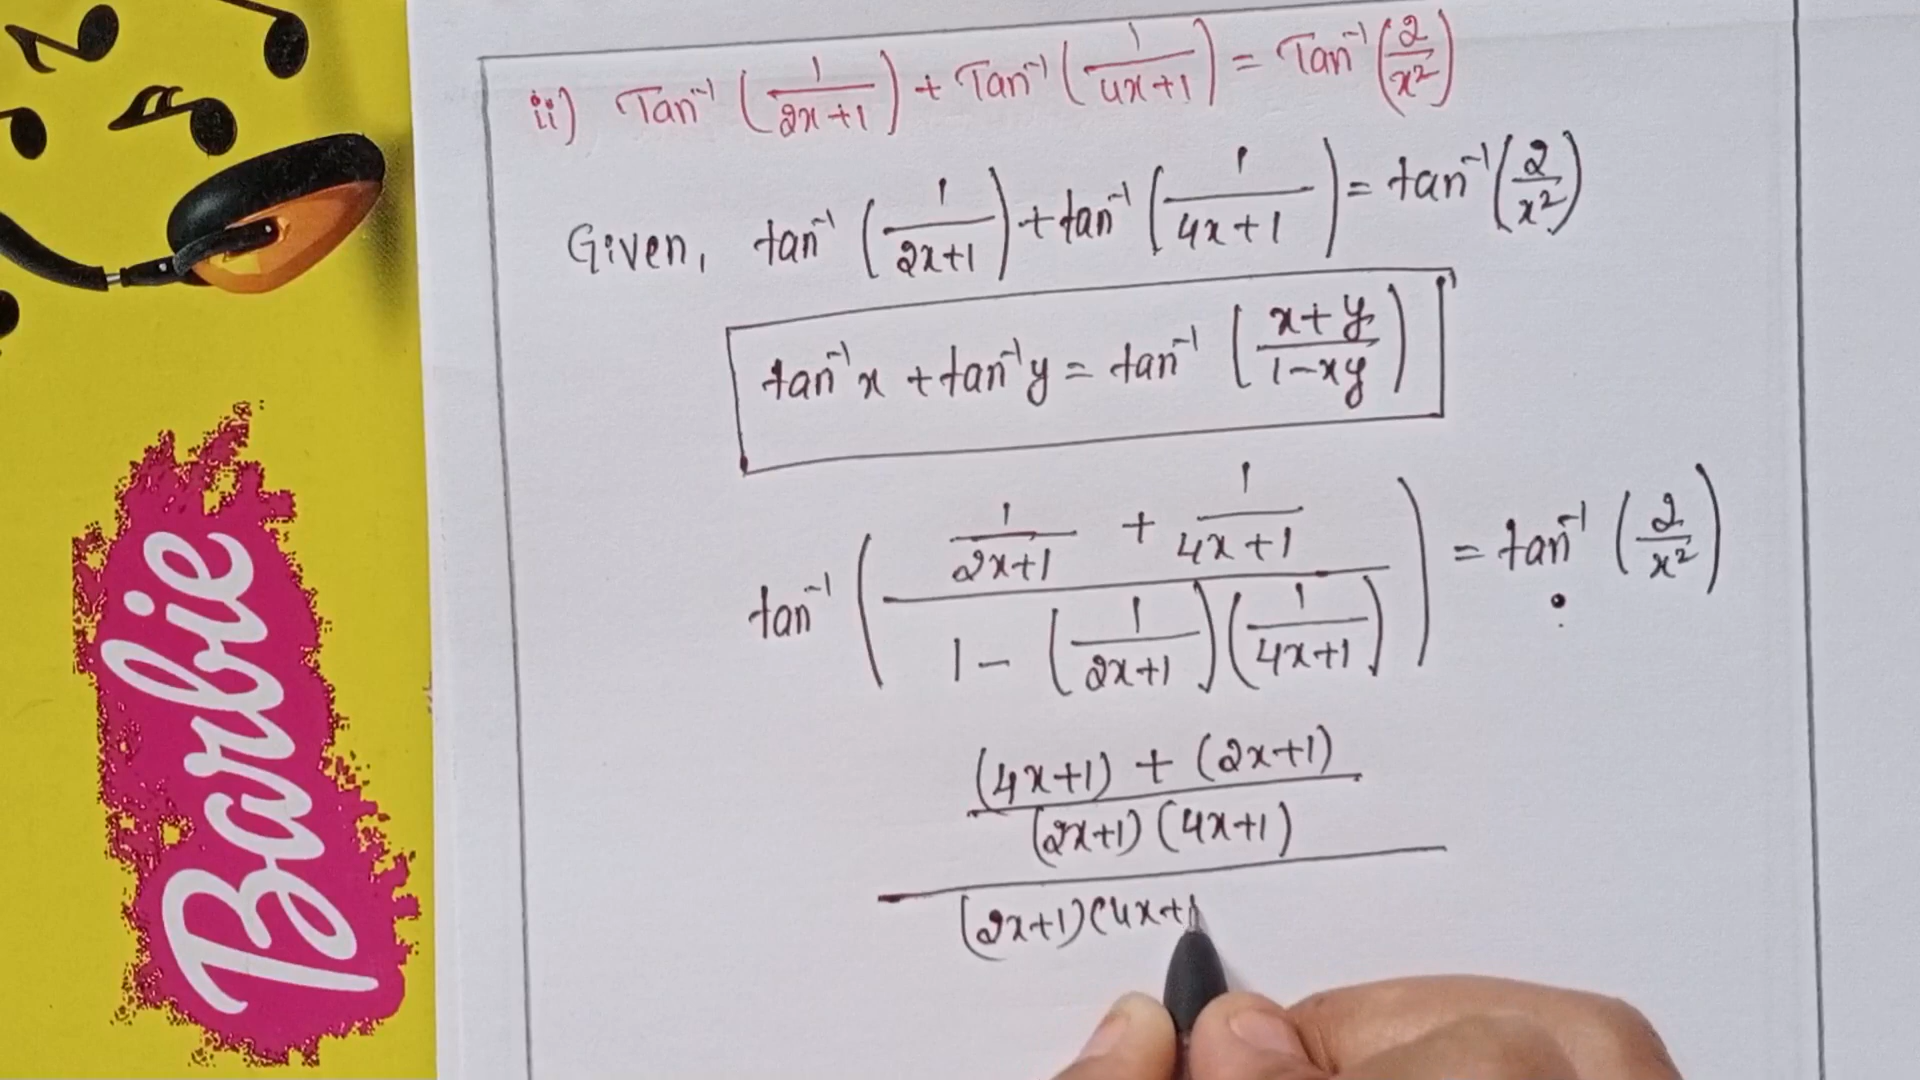 ii) Tan⁻¹ (1/(2x+1)) + Tan⁻¹ (1/(4x+1)) = Tan⁻¹ (2/x²)
Given, tan⁻¹ (1/(2x+1)) + tan⁻¹ (1/(4x+1)) = tan⁻¹ (2/x²)
tan⁻¹x + tan⁻¹y = tan⁻¹ ((x+y)/(1-xy))
tan⁻¹ ((1/(2x+1) + 1/(4x+1))/(1 - (1/(2x+1))(1/(4x+1)))) = tan⁻¹ (2/x²)
(4x+1) + (2x+1)
(2x+1) (4x+1)
(2x+1)(4x+1
Barbie